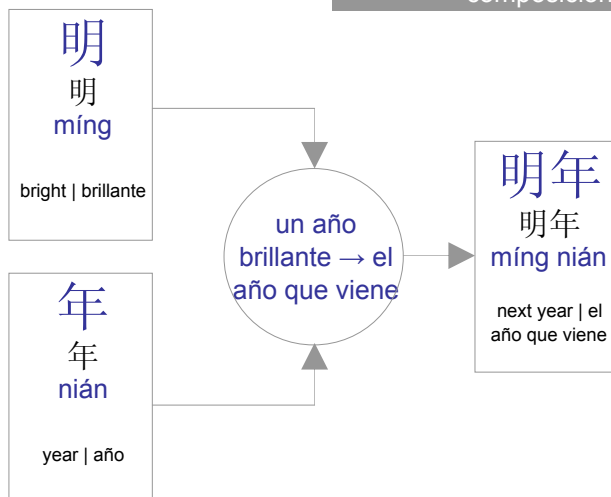 明
明
míng
bright | brillante
un año
brillante → el
año que viene
明年
明年
míng nián
next year | el
año que viene
年
年
nián
year | año